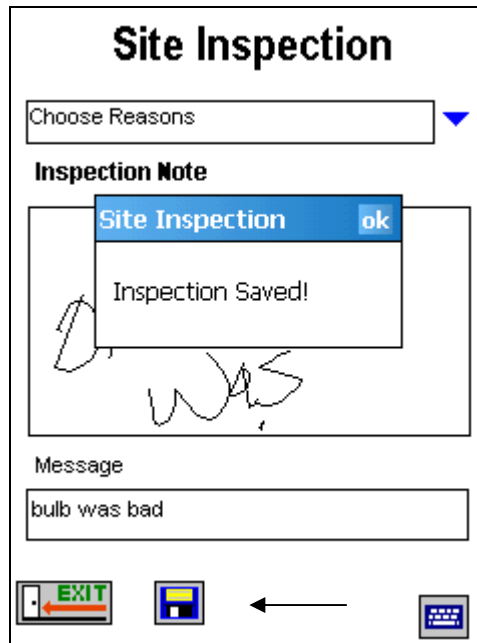 Site Inspection
Choose Reasons
Inspection Note
Site Inspection ok
Inspection Saved!
Was
Message
bulb was bad
EXIT